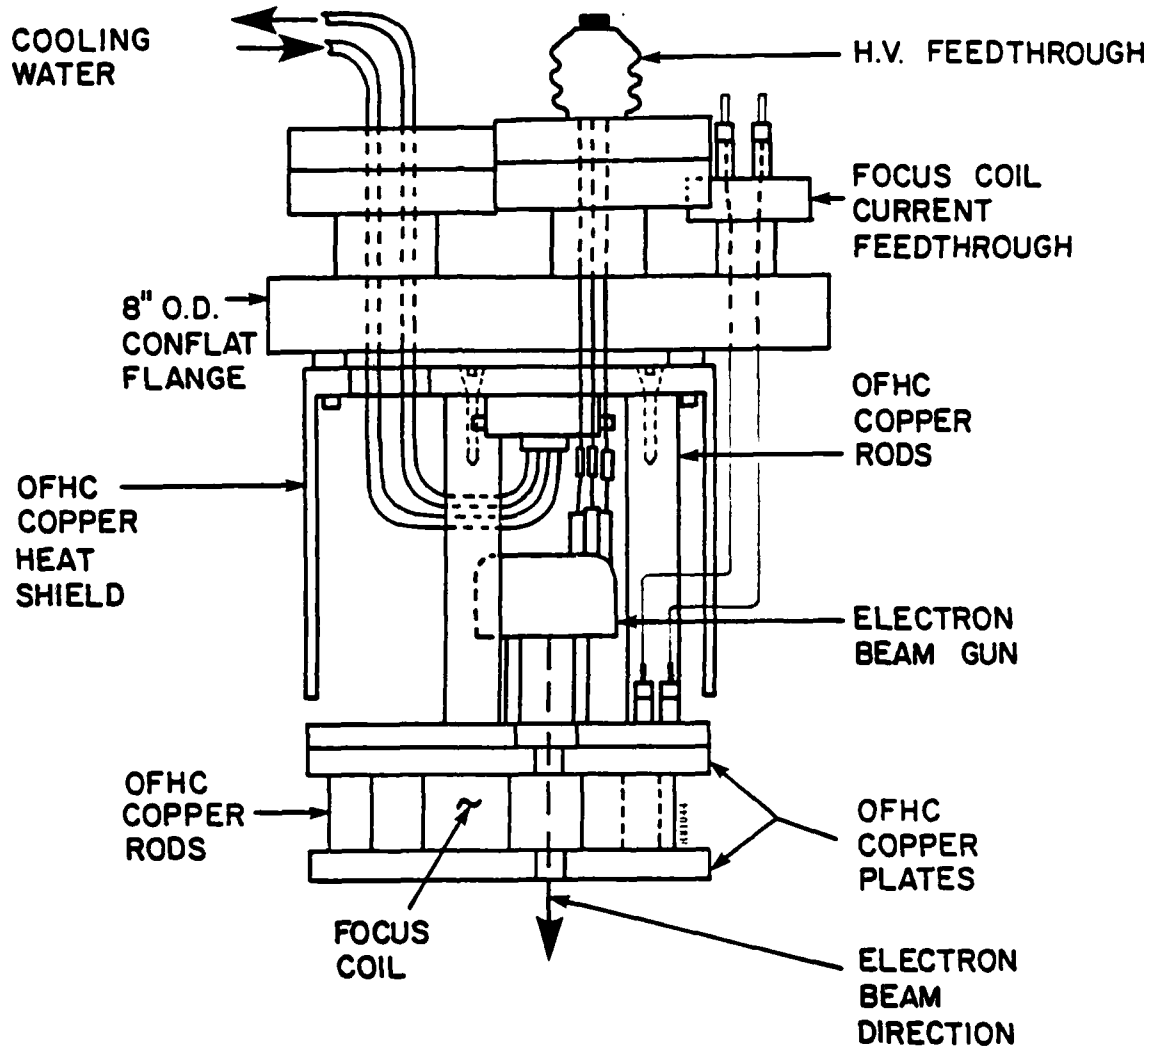 COOLING
WATER
H.V. FEEDTHROUGH
FOCUS COIL
CURRENT
FEEDTHROUGH
8" O.D.
CONFLAT
FLANGE
OFHC
COPPER
RODS
OFHC
COPPER
HEAT
SHIELD
ELECTRON
BEAM GUN
OFHC
COPPER
RODS
OFHC
COPPER
PLATES
FOCUS
COIL
ELECTRON
BEAM
DIRECTION